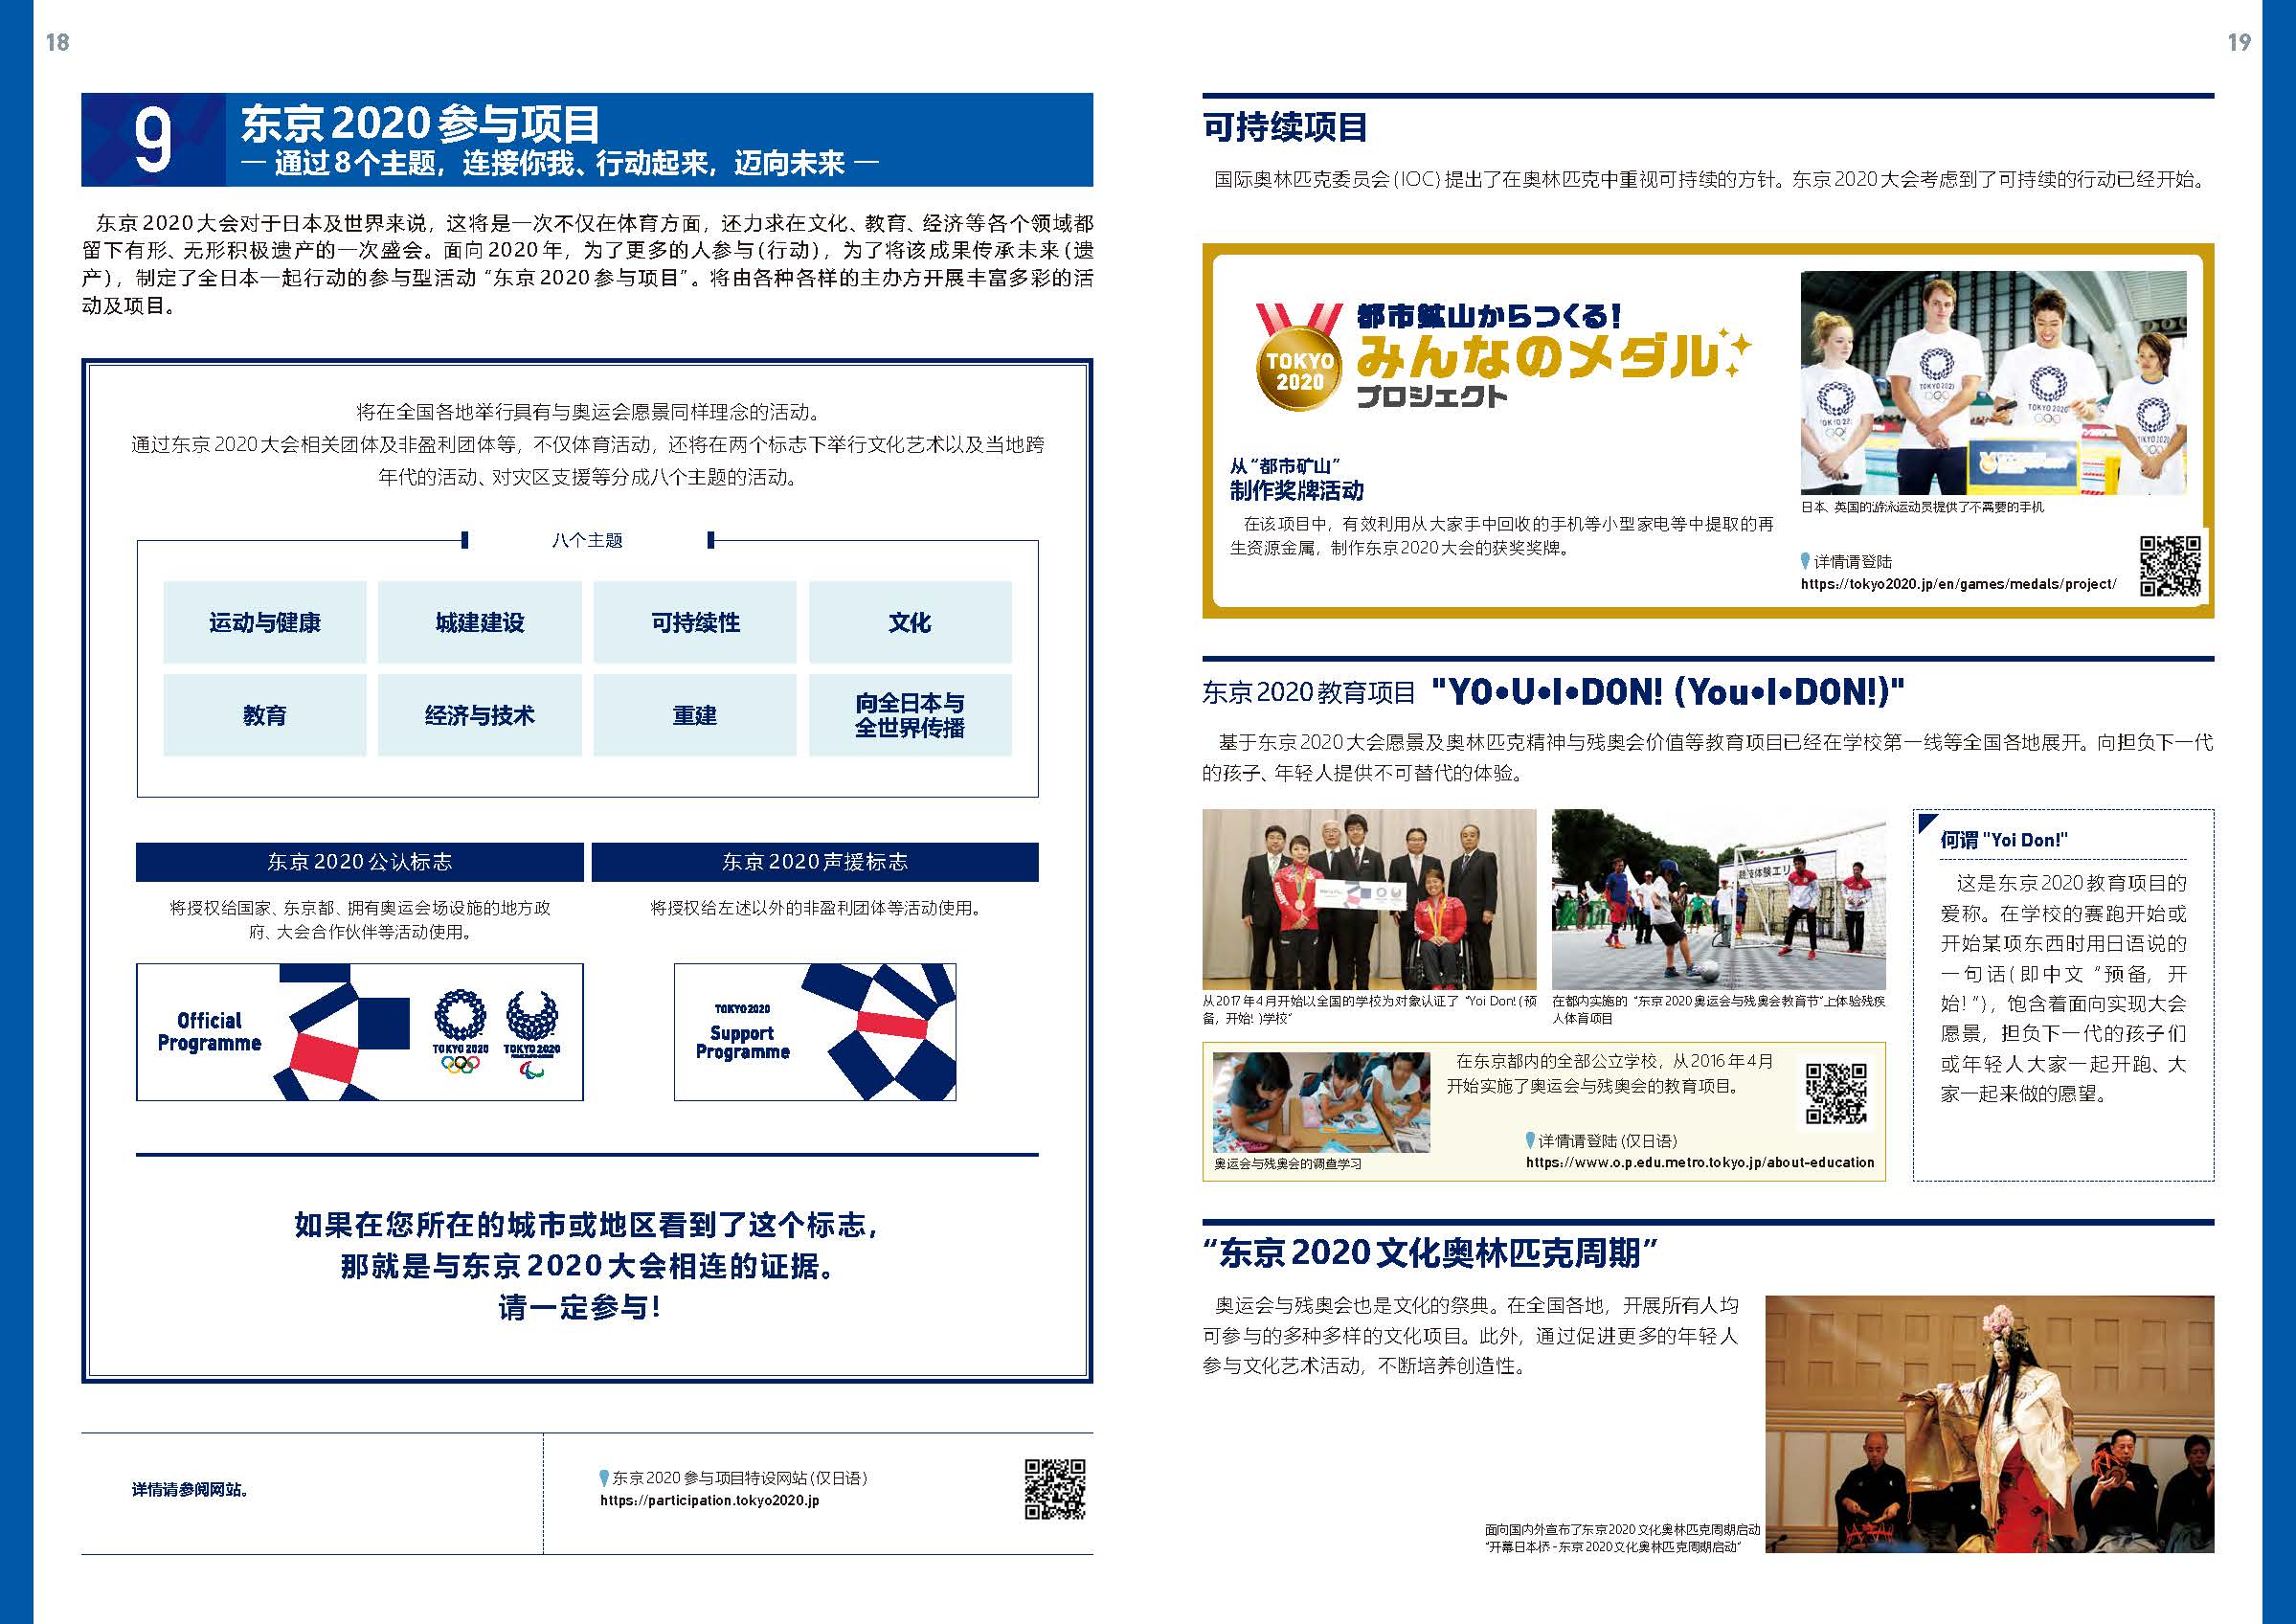 18
9
东京2020参与项目
— 通过8个主题，连接你我、行动起来，迈向未来 —
东京2020大会对于日本及世界来说，这将是一次不仅在体育方面，还力求在文化、教育、经济等各个领域都
留下有形、无形积极遗产的一次盛会。面向2020年，为了更多的人参与(行动)，为了将该成果传承未来(遗
产)，制定了全日本一起行动的参与型活动“东京2020参与项目”。将由各种各样的主办方开展丰富多彩的活
动及项目。
将在全国各地举行具有与奥运会愿景同样理念的活动。
通过东京2020大会相关团体及非盈利团体等，不仅体育活动，还将在两个标志下举行文化艺术以及当地跨
年代的活动、对灾区支援等分成八个主题的活动。
八个主题
运动与健康
城建建设
可持续性
文化
教育
经济与技术
重建
向全日本与
全世界传播
东京2020公认标志
将授权给国家、东京都、拥有奥运会场设施的地方政
府、大会合作伙伴等活动使用。
Official
Programme
TOKYO 2020
TOKYO 2020
东京2020声援标志
将授权给左述以外的非盈利团体等活动使用。
TOKYO 2020
Support
Programme
如果在您所在的城市或地区看到了这个标志，
那就是与东京2020大会相连的证据。
请一定参与！
详情请参阅网站。
东京2020参与项目特设网站(仅日语)
https://participation.tokyo2020.jp
19
可持续项目
国际奥林匹克委员会(IOC)提出了在奥林匹克中重视可持续的方针。东京2020大会考虑到了可持续的行动已经开始。
TOKYO
2020
都市鉱山からつくる！
みんなのメダル
プロジェクト
从“都市矿山”
制作奖牌活动
在该项目中，有效利用从大家手中回收的手机等小型家电等中提取的再
生资源金属，制作东京2020大会的获奖奖牌。
TOKYO 2020
TOKYO 2020
日本、英国的游泳运动员提供了不需要的手机
详情请登陆
https://tokyo2020.jp/en/games/medals/project/
东京2020教育项目 "YO•U•I•DON! (You•I•DON!)"
基于东京2020大会愿景及奥林匹克精神与残奥会价值等教育项目已经在学校第一线等全国各地展开。向担负下一代
的孩子、年轻人提供不可替代的体验。
从2017年4月开始以全国的学校为对象认证了“Yoi Don!(预
备，开始！)学校”
在都内实施的“东京2020奥运会与残奥会教育节”上体验残疾
人体育项目
在东京都内的全部公立学校，从2016年4月
开始实施了奥运会与残奥会的教育项目。
奥运会与残奥会的调查学习
详情请登陆(仅日语)
https://www.o.p.edu.metro.tokyo.jp/about-education
何谓"Yoi Don!"
这是东京2020教育项目的
爱称。在学校的赛跑开始或
开始某项东西时用日语说的
一句话(即中文“预备，开
始！”)，饱含着面向实现大会
愿景，担负下一代的孩子们
或年轻人大家一起开跑、大
家一起来做的愿望。
“东京2020文化奥林匹克周期”
奥运会与残奥会也是文化的祭典。在全国各地，开展所有人均
可参与的多种多样的文化项目。此外，通过促进更多的年轻人
参与文化艺术活动，不断培养创造性。
面向国内外宣布了东京2020文化奥林匹克周期启动
“开幕日本桥-东京2020文化奥林匹克周期启动”